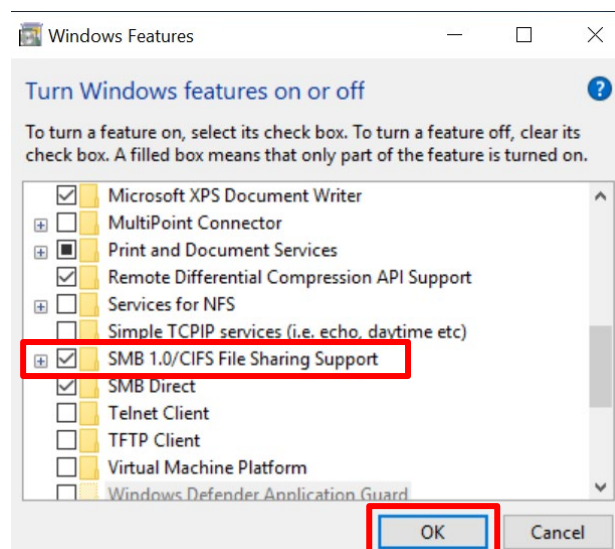 Windows Features
Turn Windows features on or off
To turn a feature on, select its check box. To turn a feature off, clear its
check box. A filled box means that only part of the feature is turned on.
Microsoft XPS Document Writer
MultiPoint Connector
Print and Document Services
Remote Differential Compression API Support
Services for NFS
Simple TCPIP services (i.e. echo, daytime etc)
SMB 1.0/CIFS File Sharing Support
SMB Direct
Telnet Client
TFTP Client
Virtual Machine Platform
Windows Defender Application Guard
OK Cancel